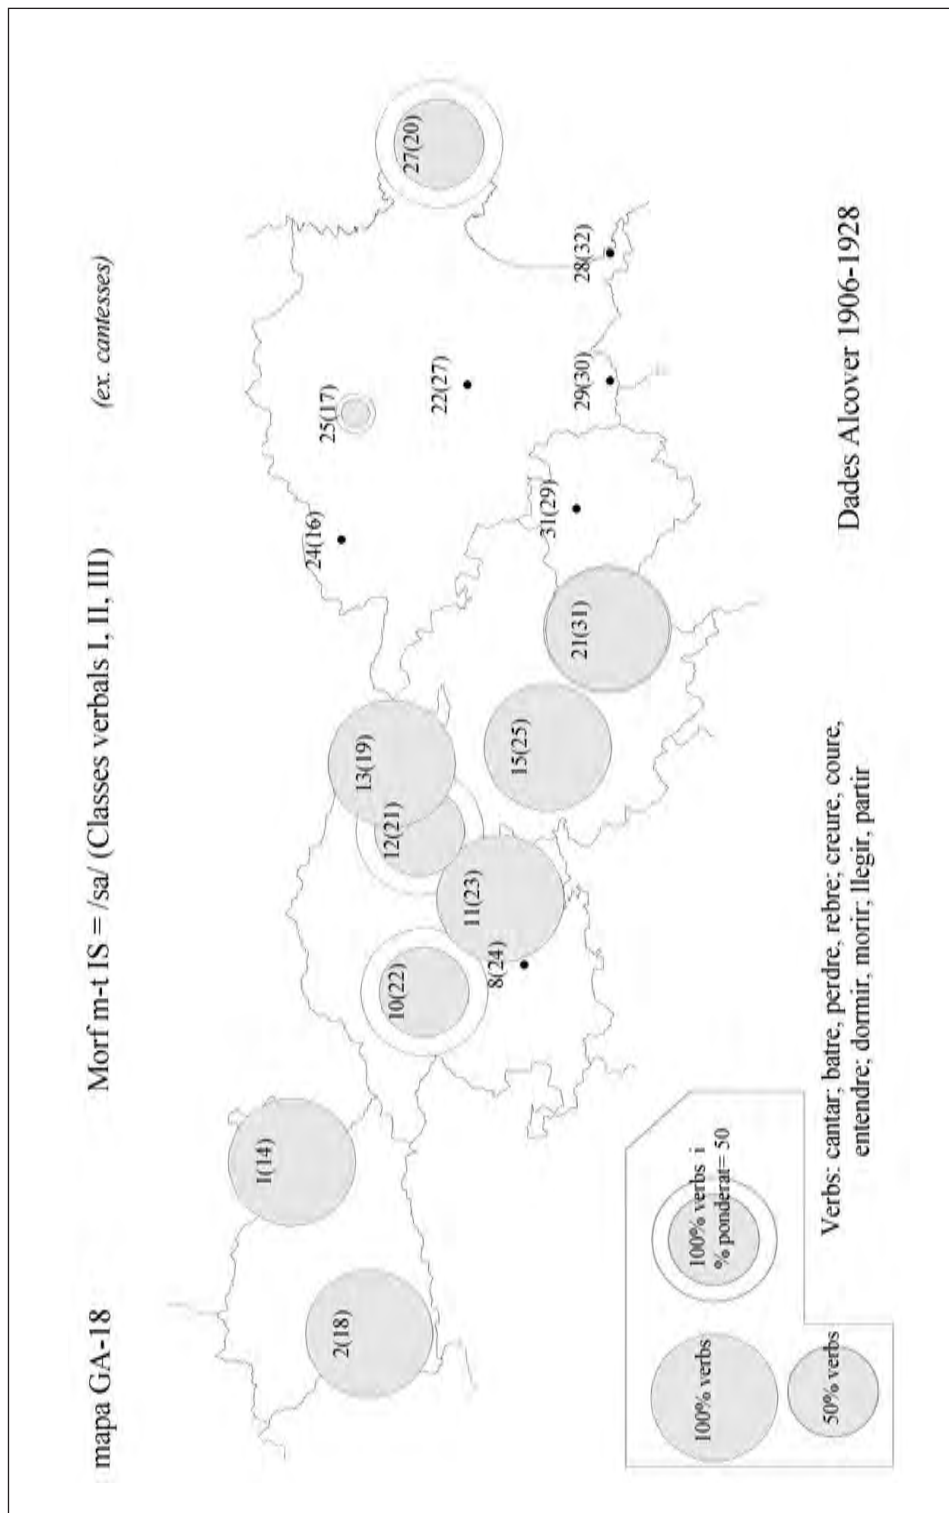 mapa GA-18
Morf m-t IS = /sa/ (Classes verbals I, II, III)
(ex. cantesses)
1(14)
2(18)
10(22)
8(24)
11(23)
12(21)
13(19)
15(25)
21(31)
24(16)
25(17)
22(27)
31(29)
29(30)
28(32)
27(20)
100% verbs
100% verbs i
% ponderat= 50
50% verbs
Verbs: cantar; batre, perdre, rebre; creure, coure,
entendre; dormir, morir; llegir, partir
Dades Alcover 1906-1928